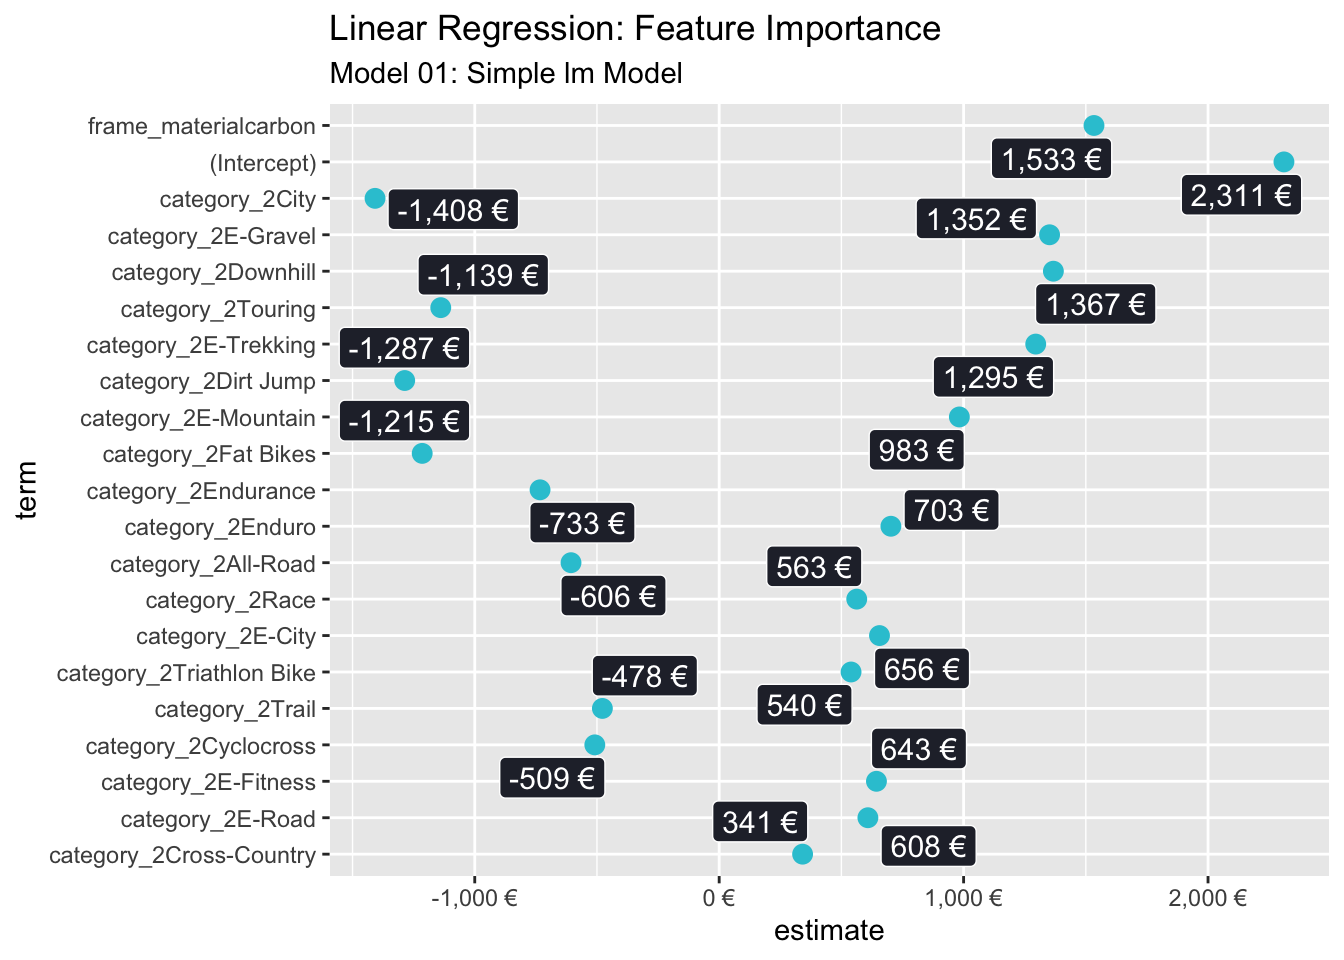 Linear Regression: Feature Importance
Model 01: Simple lm Model
term
frame_materialcarbon
1,533 €
(Intercept)
2,311 €
category_2City
-1,408 €
1,352 €
category_2E-Gravel
category_2Downhill
-1,139 €
1,367 €
category_2Touring
category_2E-Trekking
-1,287 €
category_2Dirt Jump
1,295 €
category_2E-Mountain
-1,215 €
category_2Fat Bikes
983 €
category_2Endurance
703 €
category_2Enduro
-733 €
category_2All-Road
563 €
category_2Race
-606 €
category_2E-City
category_2Triathlon Bike
-478 €
656 €
category_2Trail
540 €
category_2Cyclocross
643 €
category_2E-Fitness
-509 €
category_2E-Road
341 €
category_2Cross-Country
608 €
-1,000 €
0 €
1,000 €
2,000 €
estimate